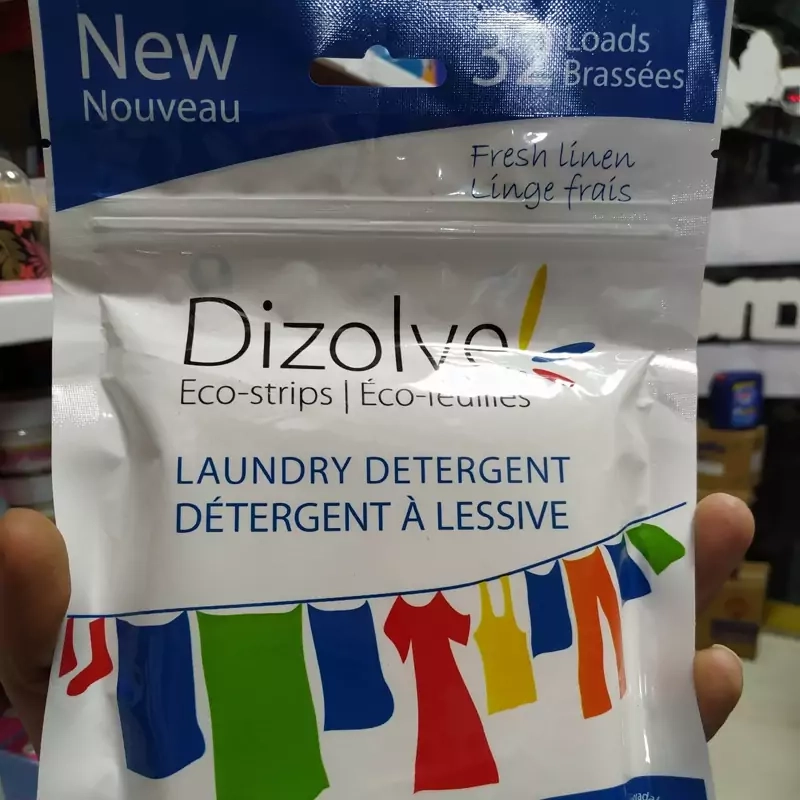 New
Nouveau
32 Loads
Brassées
Fresh linen
Linge frais
Dizolve
Eco-strips | Éco-feuilles
LAUNDRY DETERGENT
DÉTERGENT À LESSIVE